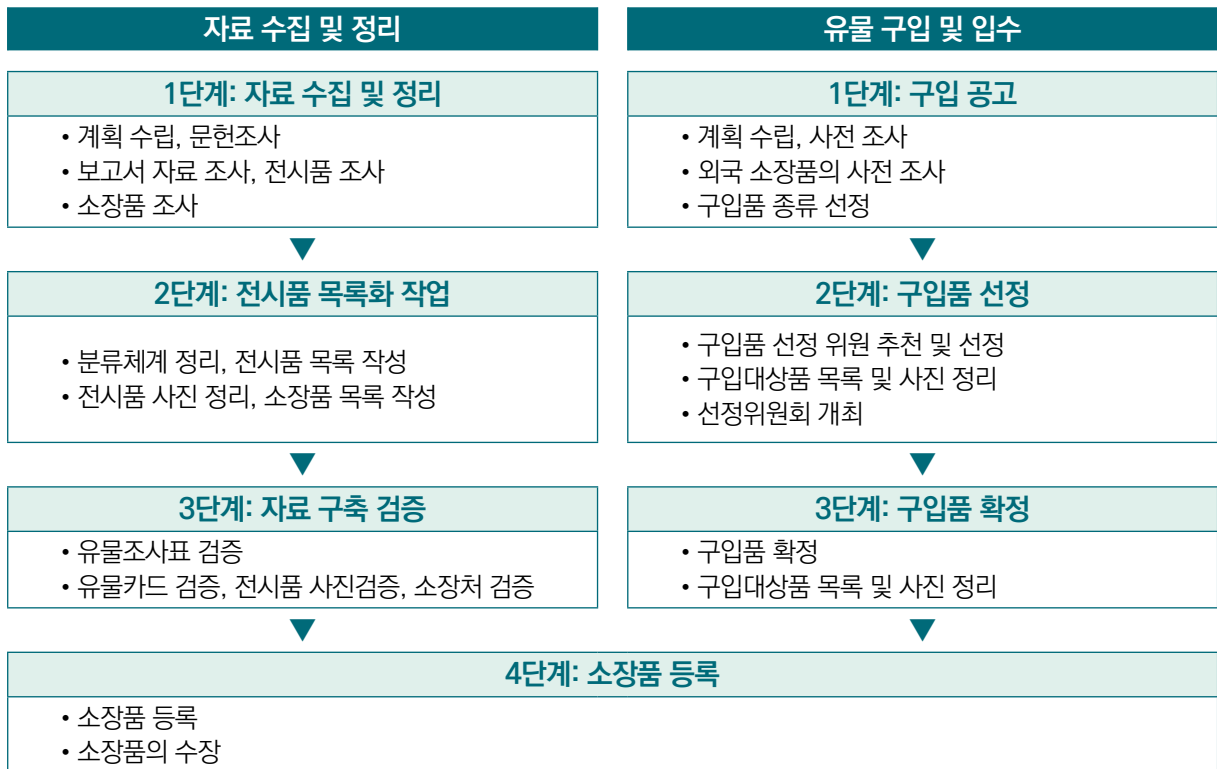 자료 수집 및 정리
1단계: 자료 수집 및 정리
• 계획 수립, 문헌조사
• 보고서 자료 조사, 전시품 조사
• 소장품 조사
2단계: 전시품 목록화 작업
• 분류체계 정리, 전시품 목록 작성
• 전시품 사진 정리, 소장품 목록 작성
3단계: 자료 구축 검증
• 유물조사표 검증
• 유물카드 검증, 전시품 사진검증, 소장처 검증
유물 구입 및 입수
1단계: 구입 공고
• 계획 수립, 사전 조사
• 외국 소장품의 사전 조사
• 구입품 종류 선정
2단계: 구입품 선정
• 구입품 선정 위원 추천 및 선정
• 구입대상품 목록 및 사진 정리
• 선정위원회 개최
3단계: 구입품 확정
• 구입품 확정
• 구입대상품 목록 및 사진 정리
4단계: 소장품 등록
• 소장품 등록
• 소장품의 수장